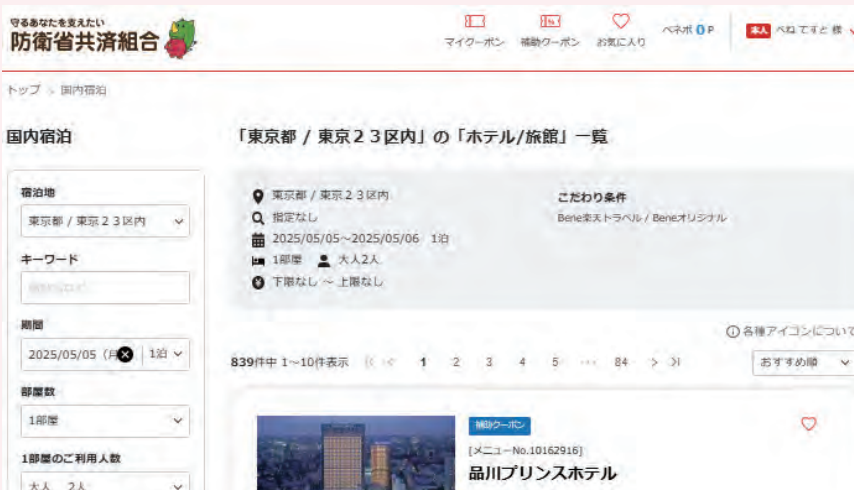 守るあなたを支えたい
防衛省共済組合
マイクーポン
補助クーポン
お気に入り
ベネポ 0 P
本人 べね てすと 様
トップ > 国内宿泊
国内宿泊
「東京都 / 東京２３区内」の「ホテル/旅館」一覧
宿泊地
東京都 / 東京２３区内
キーワード
期間
2025/05/05（月 1泊
部屋数
1部屋
1部屋のご利用人数
大人 2人
東京都 / 東京２３区内
指定なし
2025/05/05～2025/05/06 1泊
1部屋 大人2人
下限なし ～ 上限なし
こだわり条件
Bene楽天トラベル / Beneオリジナル
各種アイコンについて
839件中 1～10件表示 1 2 3 4 5 … 84
おすすめ順
補助クーポン
[メニューNo.10162916]
品川プリンスホテル